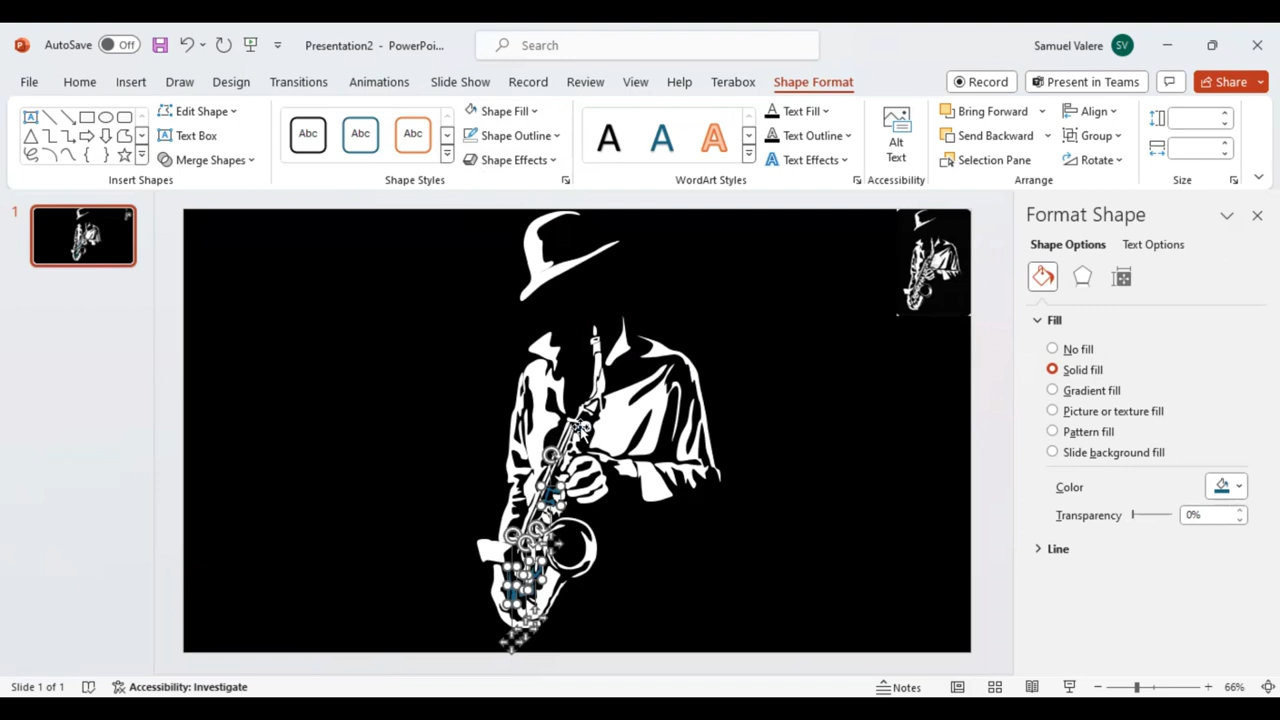 AutoSave Off Presentation2 - PowerPoi... Search Samuel Valere SV
File Home Insert Draw Design Transitions Animations Slide Show Record Review View Help Terabox Shape Format Record Present in Teams Share
Edit Shape Text Box Merge Shapes Insert Shapes
Abc Abc Abc Shape Fill Shape Outline Shape Effects Shape Styles
A A A Text Fill Text Outline Text Effects WordArt Styles
Alt Text Accessibility
Bring Forward Send Backward Selection Pane Align Group Rotate Arrange
Size
1
Format Shape
Shape Options Text Options
Fill
No fill
Solid fill
Gradient fill
Picture or texture fill
Pattern fill
Slide background fill
Color
Transparency 0%
Line
Slide 1 of 1 Accessibility: Investigate Notes 66%